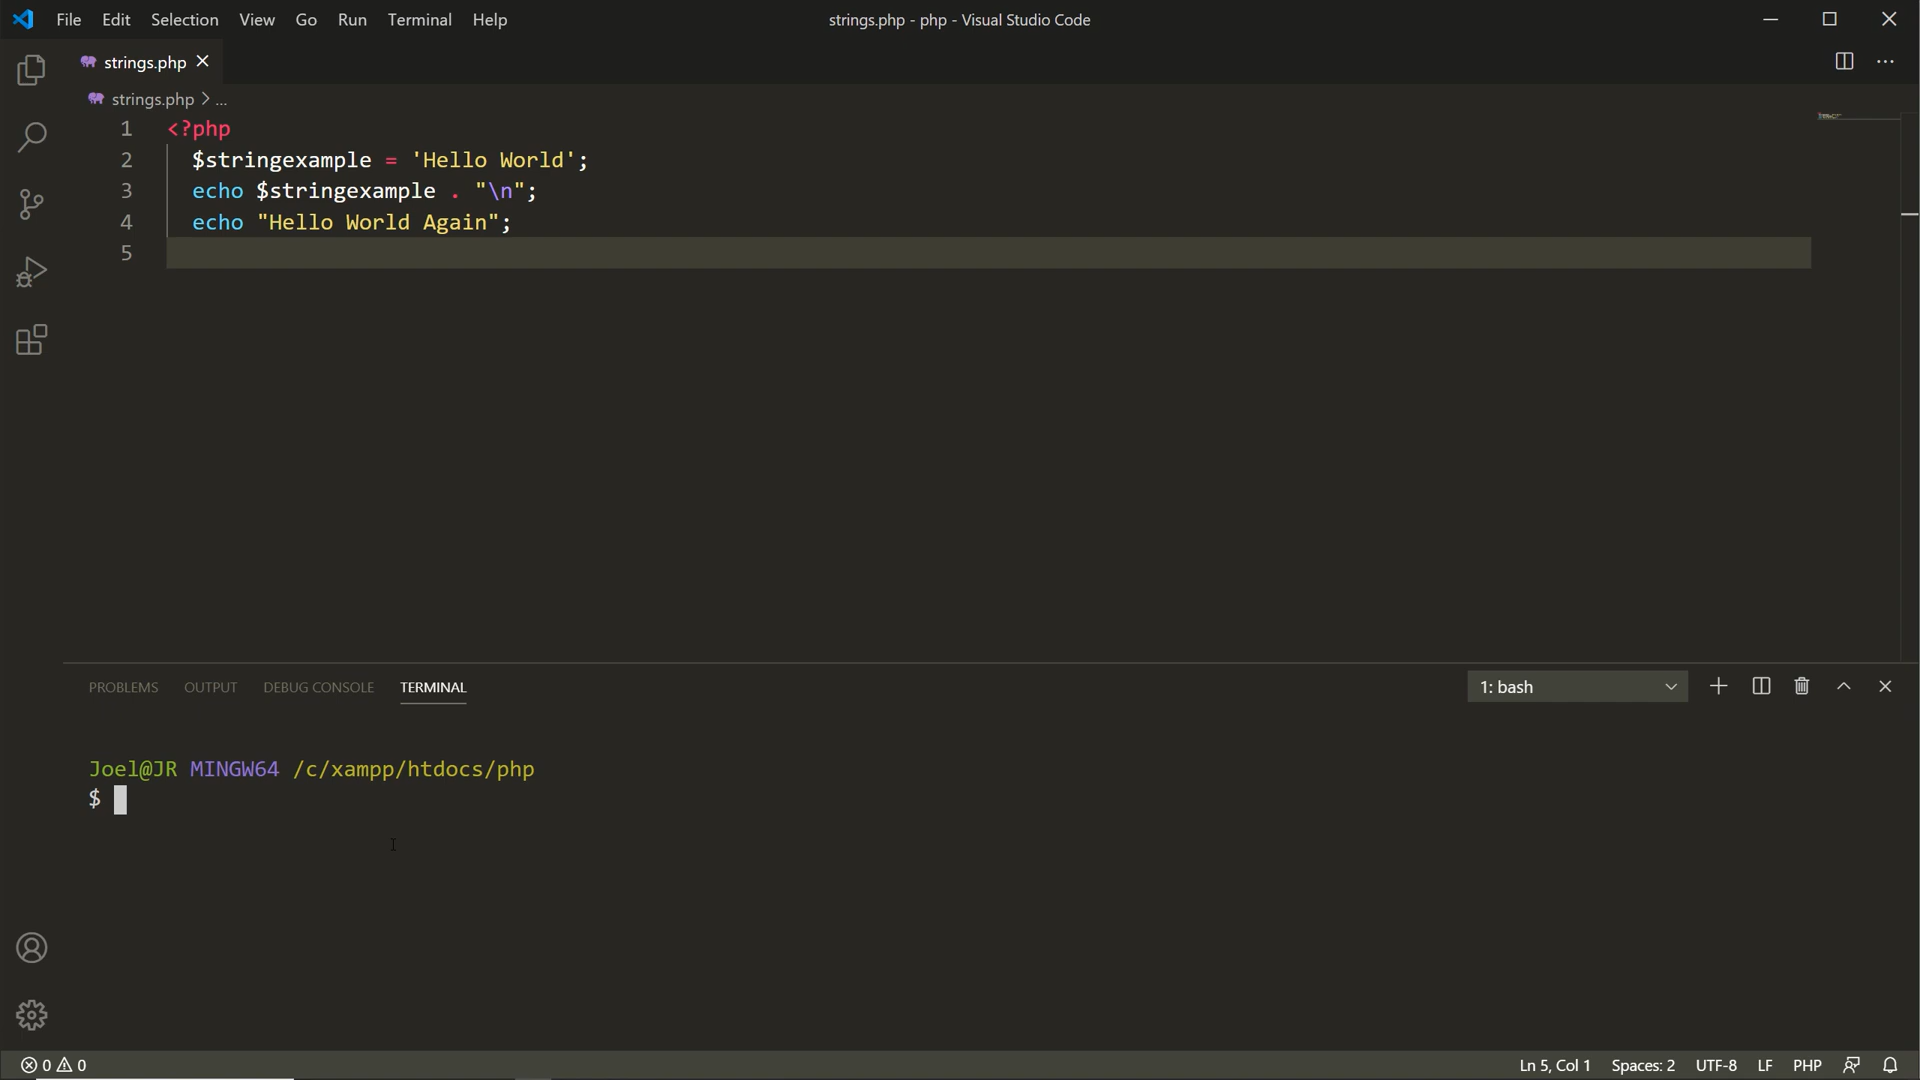 File Edit Selection View Go Run Terminal Help strings.php - php - Visual Studio Code
strings.php
strings.php > ...
1 <?php
2 $stringexample = 'Hello World';
3 echo $stringexample . "\n";
4 echo "Hello World Again";
5
PROBLEMS OUTPUT DEBUG CONSOLE TERMINAL 1: bash
Joel@JR MINGW64 /c/xampp/htdocs/php
$
0 0 Ln 5, Col 1 Spaces: 2 UTF-8 LF PHP